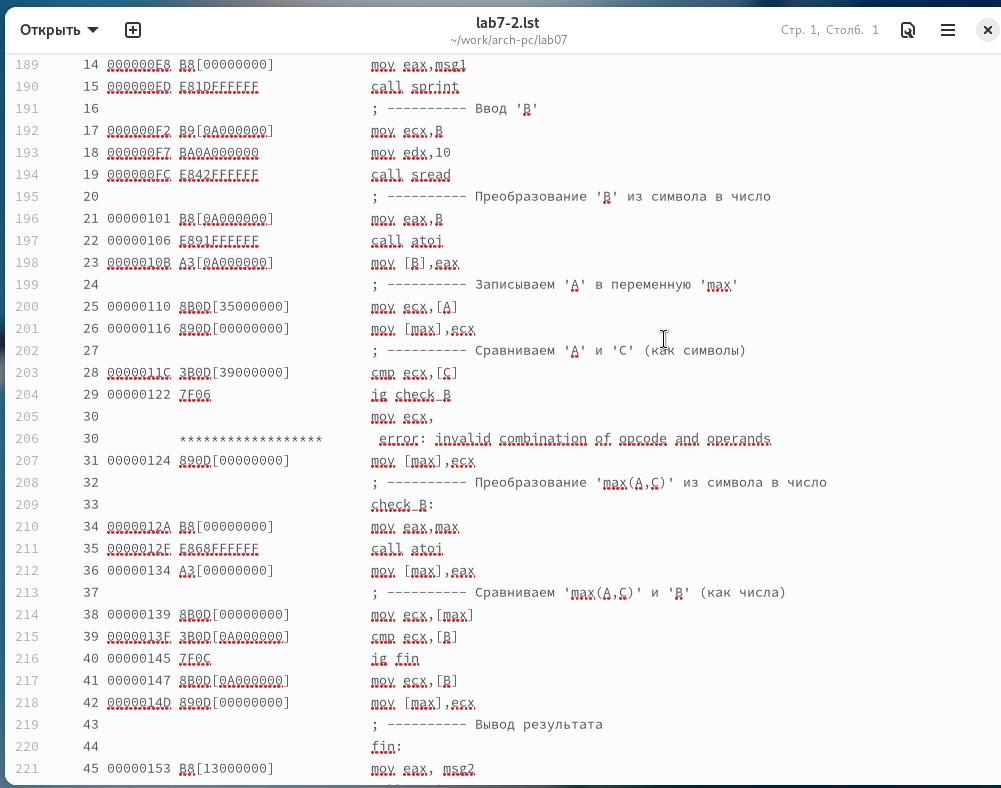 Открыть
lab7-2.lst
~/work/arch-pc/lab07
Стр. 1, Столб. 1
189 14 000000E8 B8[00000000] mov eax,msg1
190 15 000000ED E81DFFFFFF call sprint
191 16 ; ---------- Ввод 'B'
192 17 000000F2 B9[0A000000] mov ecx,B
193 18 000000F7 BA0A000000 mov edx,10
194 19 000000FC E842FFFFFF call sread
195 20 ; ---------- Преобразование 'B' из символа в число
196 21 00000101 B8[0A000000] mov eax,B
197 22 00000106 E891FFFFFF call atoi
198 23 0000010B A3[0A000000] mov [B],eax
199 24 ; ---------- Записываем 'A' в переменную 'max'
200 25 00000110 8B0D[35000000] mov ecx,[A]
201 26 00000116 890D[00000000] mov [max],ecx
202 27 ; ---------- Сравниваем 'A' и 'С' (как символы)
203 28 0000011C 3B0D[39000000] cmp ecx,[C]
204 29 00000122 7F06 jg check_B
205 30 mov ecx,
206 30 ****************** error: invalid combination of opcode and operands
207 31 00000124 890D[00000000] mov [max],ecx
208 32 ; ---------- Преобразование 'max(A,C)' из символа в число
209 33 check_B:
210 34 0000012A B8[00000000] mov eax,max
211 35 0000012F E868FFFFFF call atoi
212 36 00000134 A3[00000000] mov [max],eax
213 37 ; ---------- Сравниваем 'max(A,C)' и 'B' (как числа)
214 38 00000139 8B0D[00000000] mov ecx,[max]
215 39 0000013F 3B0D[0A000000] cmp ecx,[B]
216 40 00000145 7F0C jg fin
217 41 00000147 8B0D[0A000000] mov ecx,[B]
218 42 0000014D 890D[00000000] mov [max],ecx
219 43 ; ---------- Вывод результата
220 44 fin:
221 45 00000153 B8[13000000] mov eax, msg2